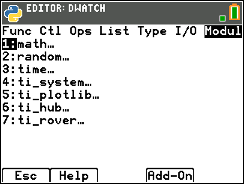 EDITOR: DWATCH
Func Ctl Ops List Type I/O Modul
1:math…
2:random…
3:time…
4:ti_system…
5:ti_plotlib…
6:ti_hub…
7:ti_rover…
Esc Help Add-On